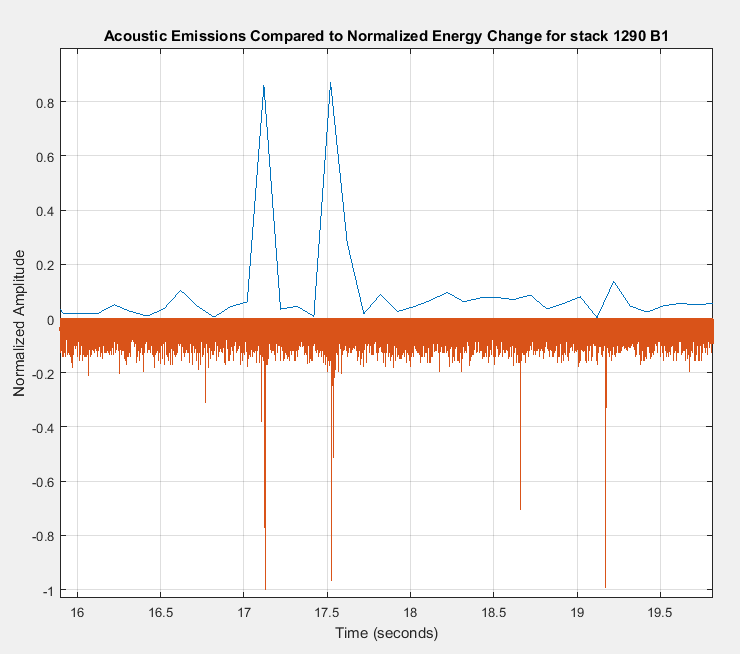 Acoustic Emissions Compared to Normalized Energy Change for stack 1290 B1
Normalized Amplitude
0.8
0.6
0.4
0.2
0
-0.2
-0.4
-0.6
-0.8
-1
16 16.5 17 17.5 18 18.5 19 19.5
Time (seconds)